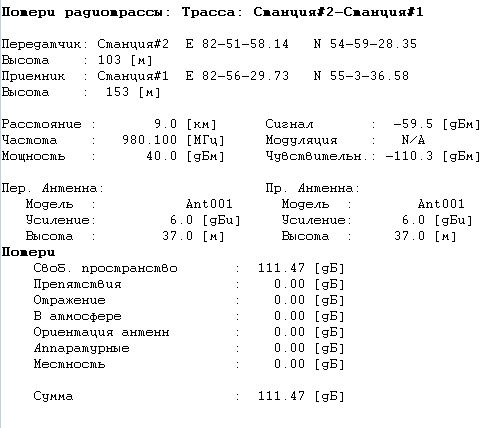 Потери радиотрассы: Трасса: Станция#2-Станция#1
Передатчик: Станция#2 E 82-51-58.14 N 54-59-28.35
Высота : 103 [м]
Приемник : Станция#1 E 82-56-29.73 N 55-3-36.58
Высота : 153 [м]
Расстояние : 9.0 [км] Сигнал : -59.5 [дБм]
Частота : 980.100 [МГц] Модуляция : N/A
Мощность : 40.0 [дБм] Чувствительн.: -110.3 [дБм]
Пер. Антенна: Пр. Антенна:
Модель : Ant001 Модель : Ant001
Усиление: 6.0 [дБи] Усиление: 6.0 [дБи]
Высота : 37.0 [м] Высота : 37.0 [м]
Потери
Своб. пространство : 111.47 [дБ]
Препятствия : 0.00 [дБ]
Отражение : 0.00 [дБ]
В атмосфере : 0.00 [дБ]
Ориентация антенн : 0.00 [дБ]
Аппаратурные : 0.00 [дБ]
Местность : 0.00 [дБ]
Сумма : 111.47 [дБ]